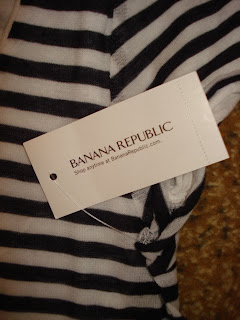 BANANA REPUBLIC
Shop anytime at BananaRepublic.com.